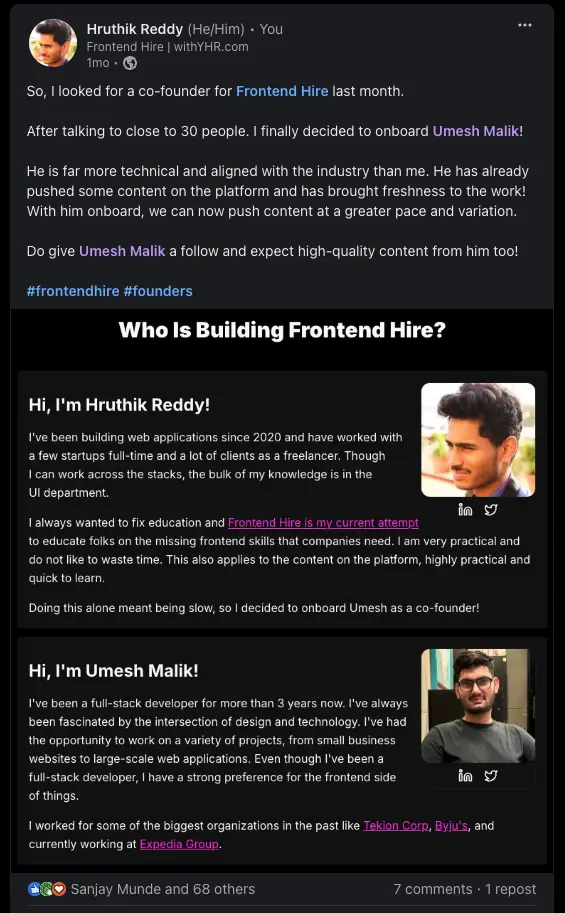 Hruthik Reddy (He/Him) • You
Frontend Hire | withYHR.com
1mo •
So, I looked for a co-founder for Frontend Hire last month.
After talking to close to 30 people. I finally decided to onboard Umesh Malik!
He is far more technical and aligned with the industry than me. He has already
pushed some content on the platform and has brought freshness to the work!
With him onboard, we can now push content at a greater pace and variation.
Do give Umesh Malik a follow and expect high-quality content from him too!
#frontendhire #founders
Who Is Building Frontend Hire?
Hi, I'm Hruthik Reddy!
I've been building web applications since 2020 and have worked with
a few startups full-time and a lot of clients as a freelancer. Though
I can work across the stacks, the bulk of my knowledge is in the
UI department.
I always wanted to fix education and Frontend Hire is my current attempt
to educate folks on the missing frontend skills that companies need. I am very practical and
do not like to waste time. This also applies to the content on the platform, highly practical and
quick to learn.
Doing this alone meant being slow, so I decided to onboard Umesh as a co-founder!
Hi, I'm Umesh Malik!
I've been a full-stack developer for more than 3 years now. I've always
been fascinated by the intersection of design and technology. I've had
the opportunity to work on a variety of projects, from small business
websites to large-scale web applications. Even though I've been a
full-stack developer, I have a strong preference for the frontend side
of things.
I worked for some of the biggest organizations in the past like Tekion Corp, Byju's, and
currently working at Expedia Group.
Sanjay Munde and 68 others
7 comments • 1 repost